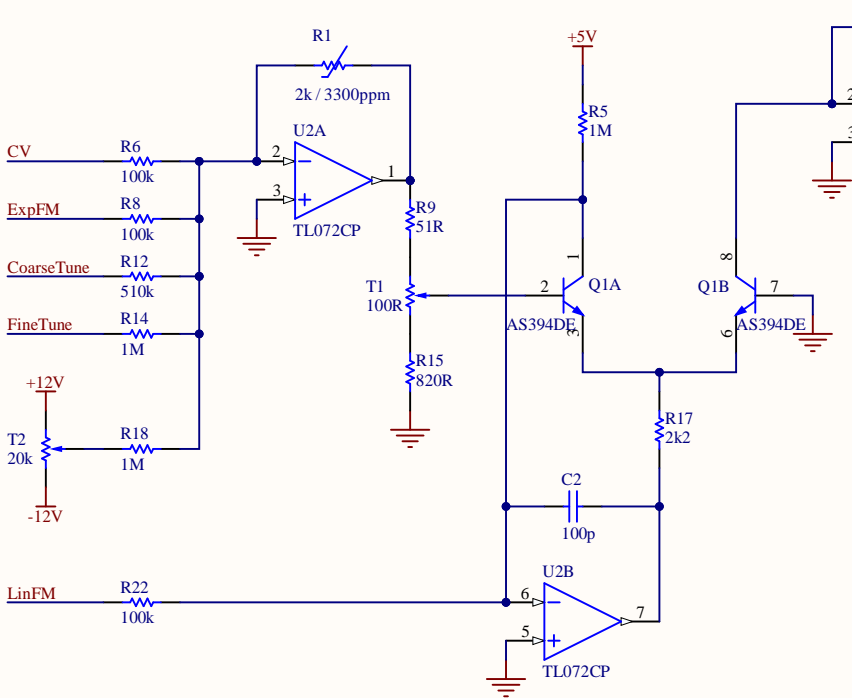 R1
2k / 3300ppm
+5V
R5
1M
U2A
2
1
3
TL072CP
CV
R6
100k
ExpFM
R8
100k
CoarseTune
R12
510k
FineTune
R14
1M
+12V
T2
20k
-12V
R18
1M
R9
51R
T1
100R
R15
820R
1
2
Q1A
AS394DE
3
8
Q1B
7
AS394DE
6
2
3
R17
2k2
C2
100p
LinFM
R22
100k
U2B
6
7
5
TL072CP